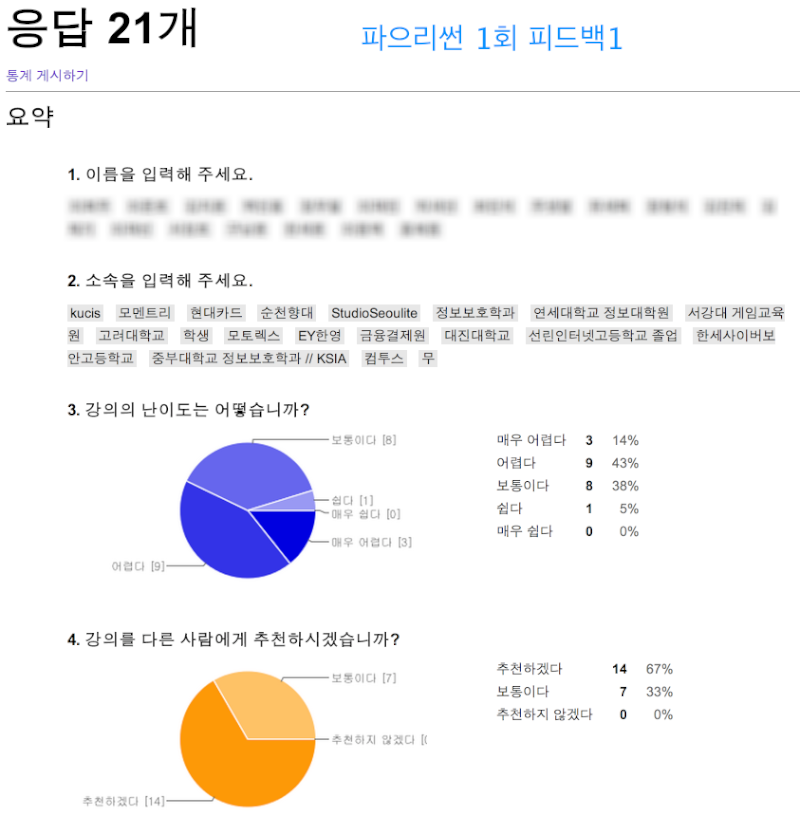 응답 21개
파으리썬 1회 피드백1
통계 게시하기
요약
1. 이름을 입력해 주세요.
2. 소속을 입력해 주세요.
kucis 모멘트리 현대카드 순천향대 StudioSeoulite 정보보호학과 연세대학교 정보대학원 서강대 게임교육
원 고려대학교 학생 모토렉스 EY한영 금융결제원 대진대학교 선린인터넷고등학교 졸업 한세사이버보
안고등학교 중부대학교 정보보호학과 // KSIA 컴투스 무
3. 강의의 난이도는 어떻습니까?
보통이다 [8]
쉽다 [1]
매우 쉽다 [0]
매우 어렵다 [3]
어렵다 [9]
매우 어렵다 3 14%
어렵다 9 43%
보통이다 8 38%
쉽다 1 5%
매우 쉽다 0 0%
4. 강의를 다른 사람에게 추천하시겠습니까?
보통이다 [7]
추천하지 않겠다 [(
추천하겠다 [14]
추천하겠다 14 67%
보통이다 7 33%
추천하지 않겠다 0 0%